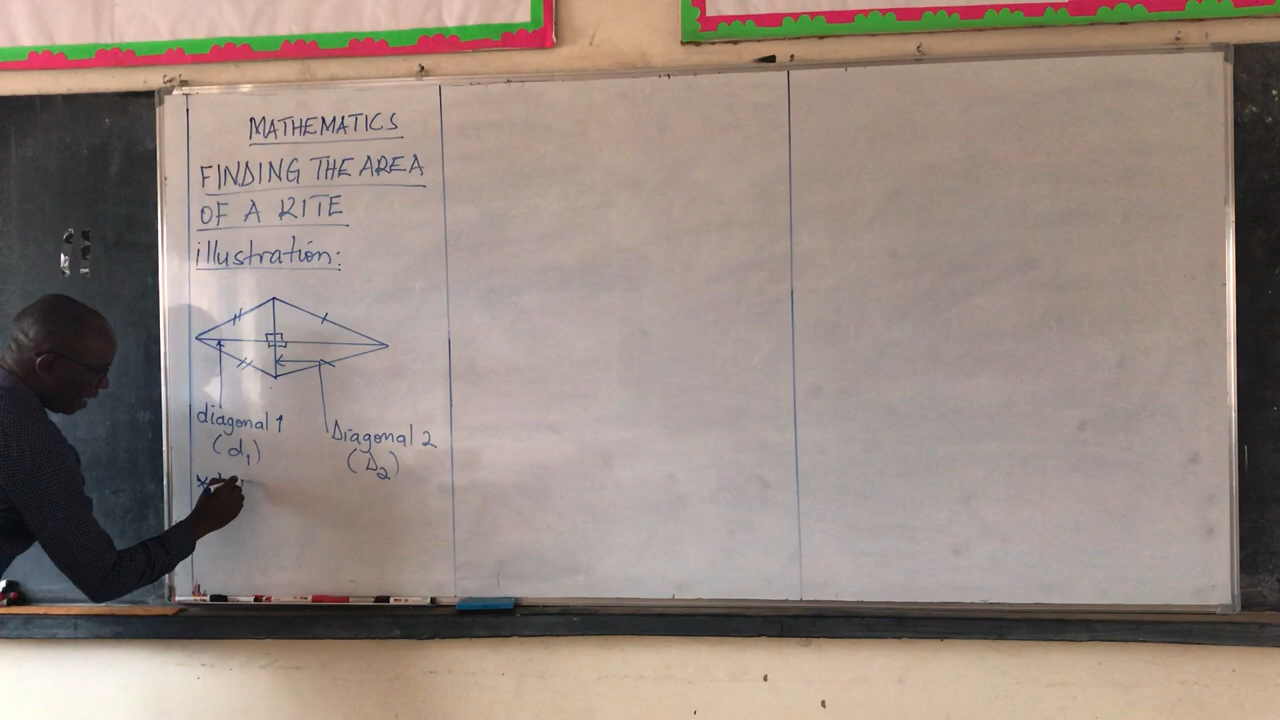 MATHEMATICS
FINDING THE AREA
OF A KITE
illustration:
diagonal 1
(d₁)
Diagonal 2
(D₂)